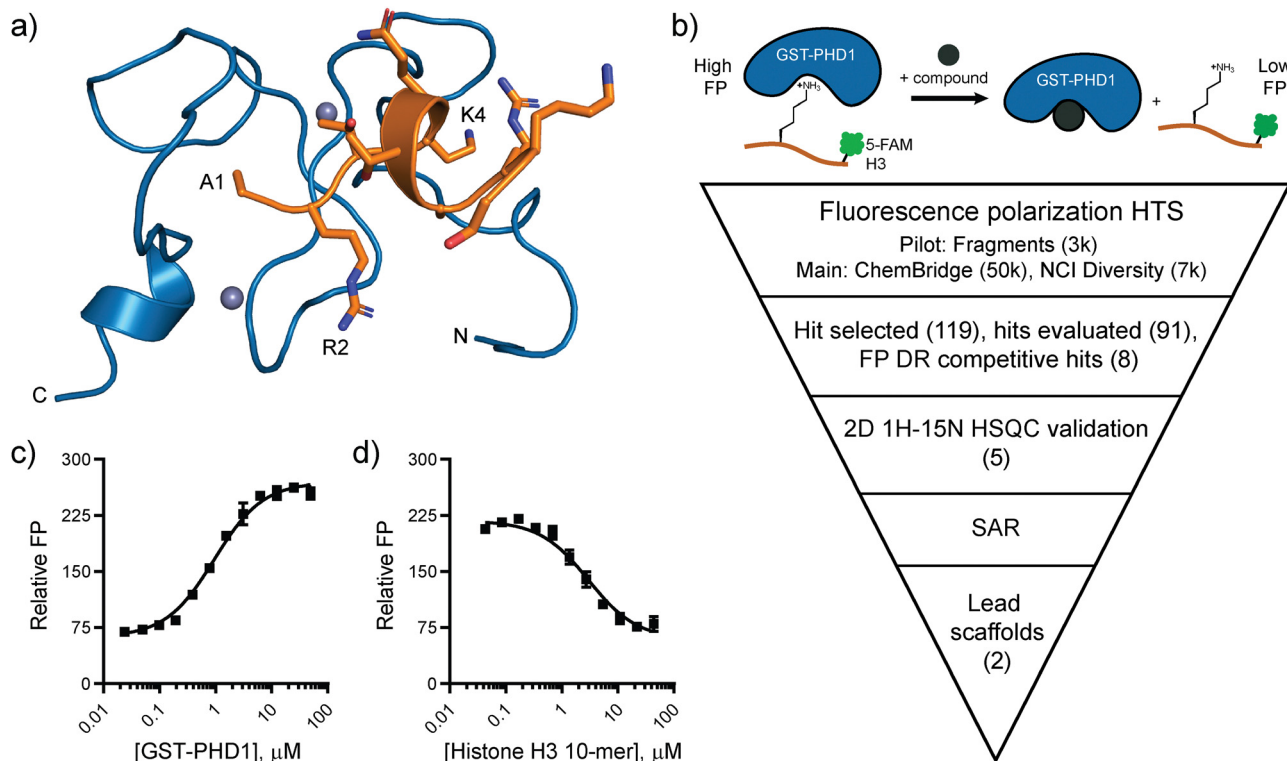 a)
K4
A1
R2
N
C
b)
High
FP
GST-PHD1
+NH3
5-FAM
H3
+ compound
GST-PHD1
+
+NH3
Low
FP
Fluorescence polarization HTS
Pilot: Fragments (3k)
Main: ChemBridge (50k), NCI Diversity (7k)
Hit selected (119), hits evaluated (91),
FP DR competitive hits (8)
2D 1H-15N HSQC validation
(5)
SAR
Lead
scaffolds
(2)
c)
300
225
150
75
0
Relative FP
0.01
0.1
1
10
100
[GST-PHD1], μM
d)
300
225
150
75
0
Relative FP
0.01
0.1
1
10
100
[Histone H3 10-mer], μM